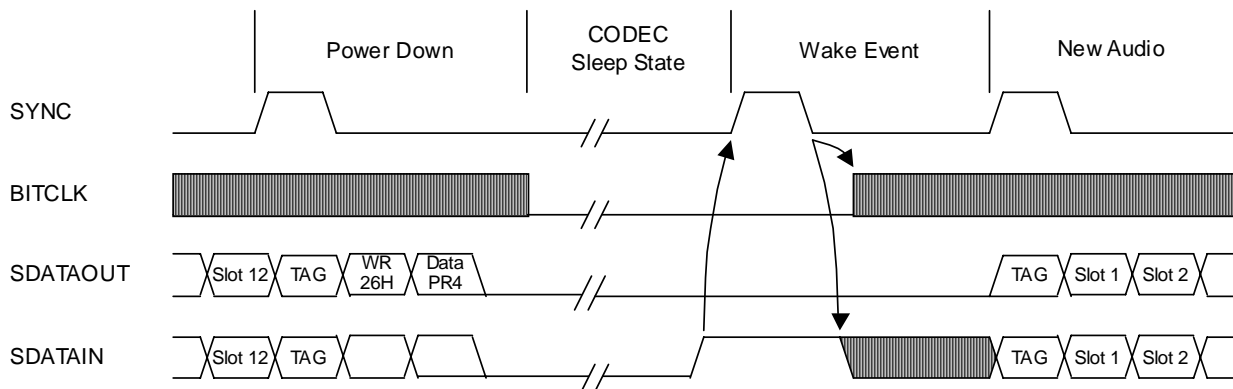 Power Down
CODEC
Sleep State
Wake Event
New Audio
SYNC
BITCLK
SDATAOUT
Slot 12
TAG
WR
26H
Data
PR4
TAG
Slot 1
Slot 2
SDATAIN
Slot 12
TAG
TAG
Slot 1
Slot 2